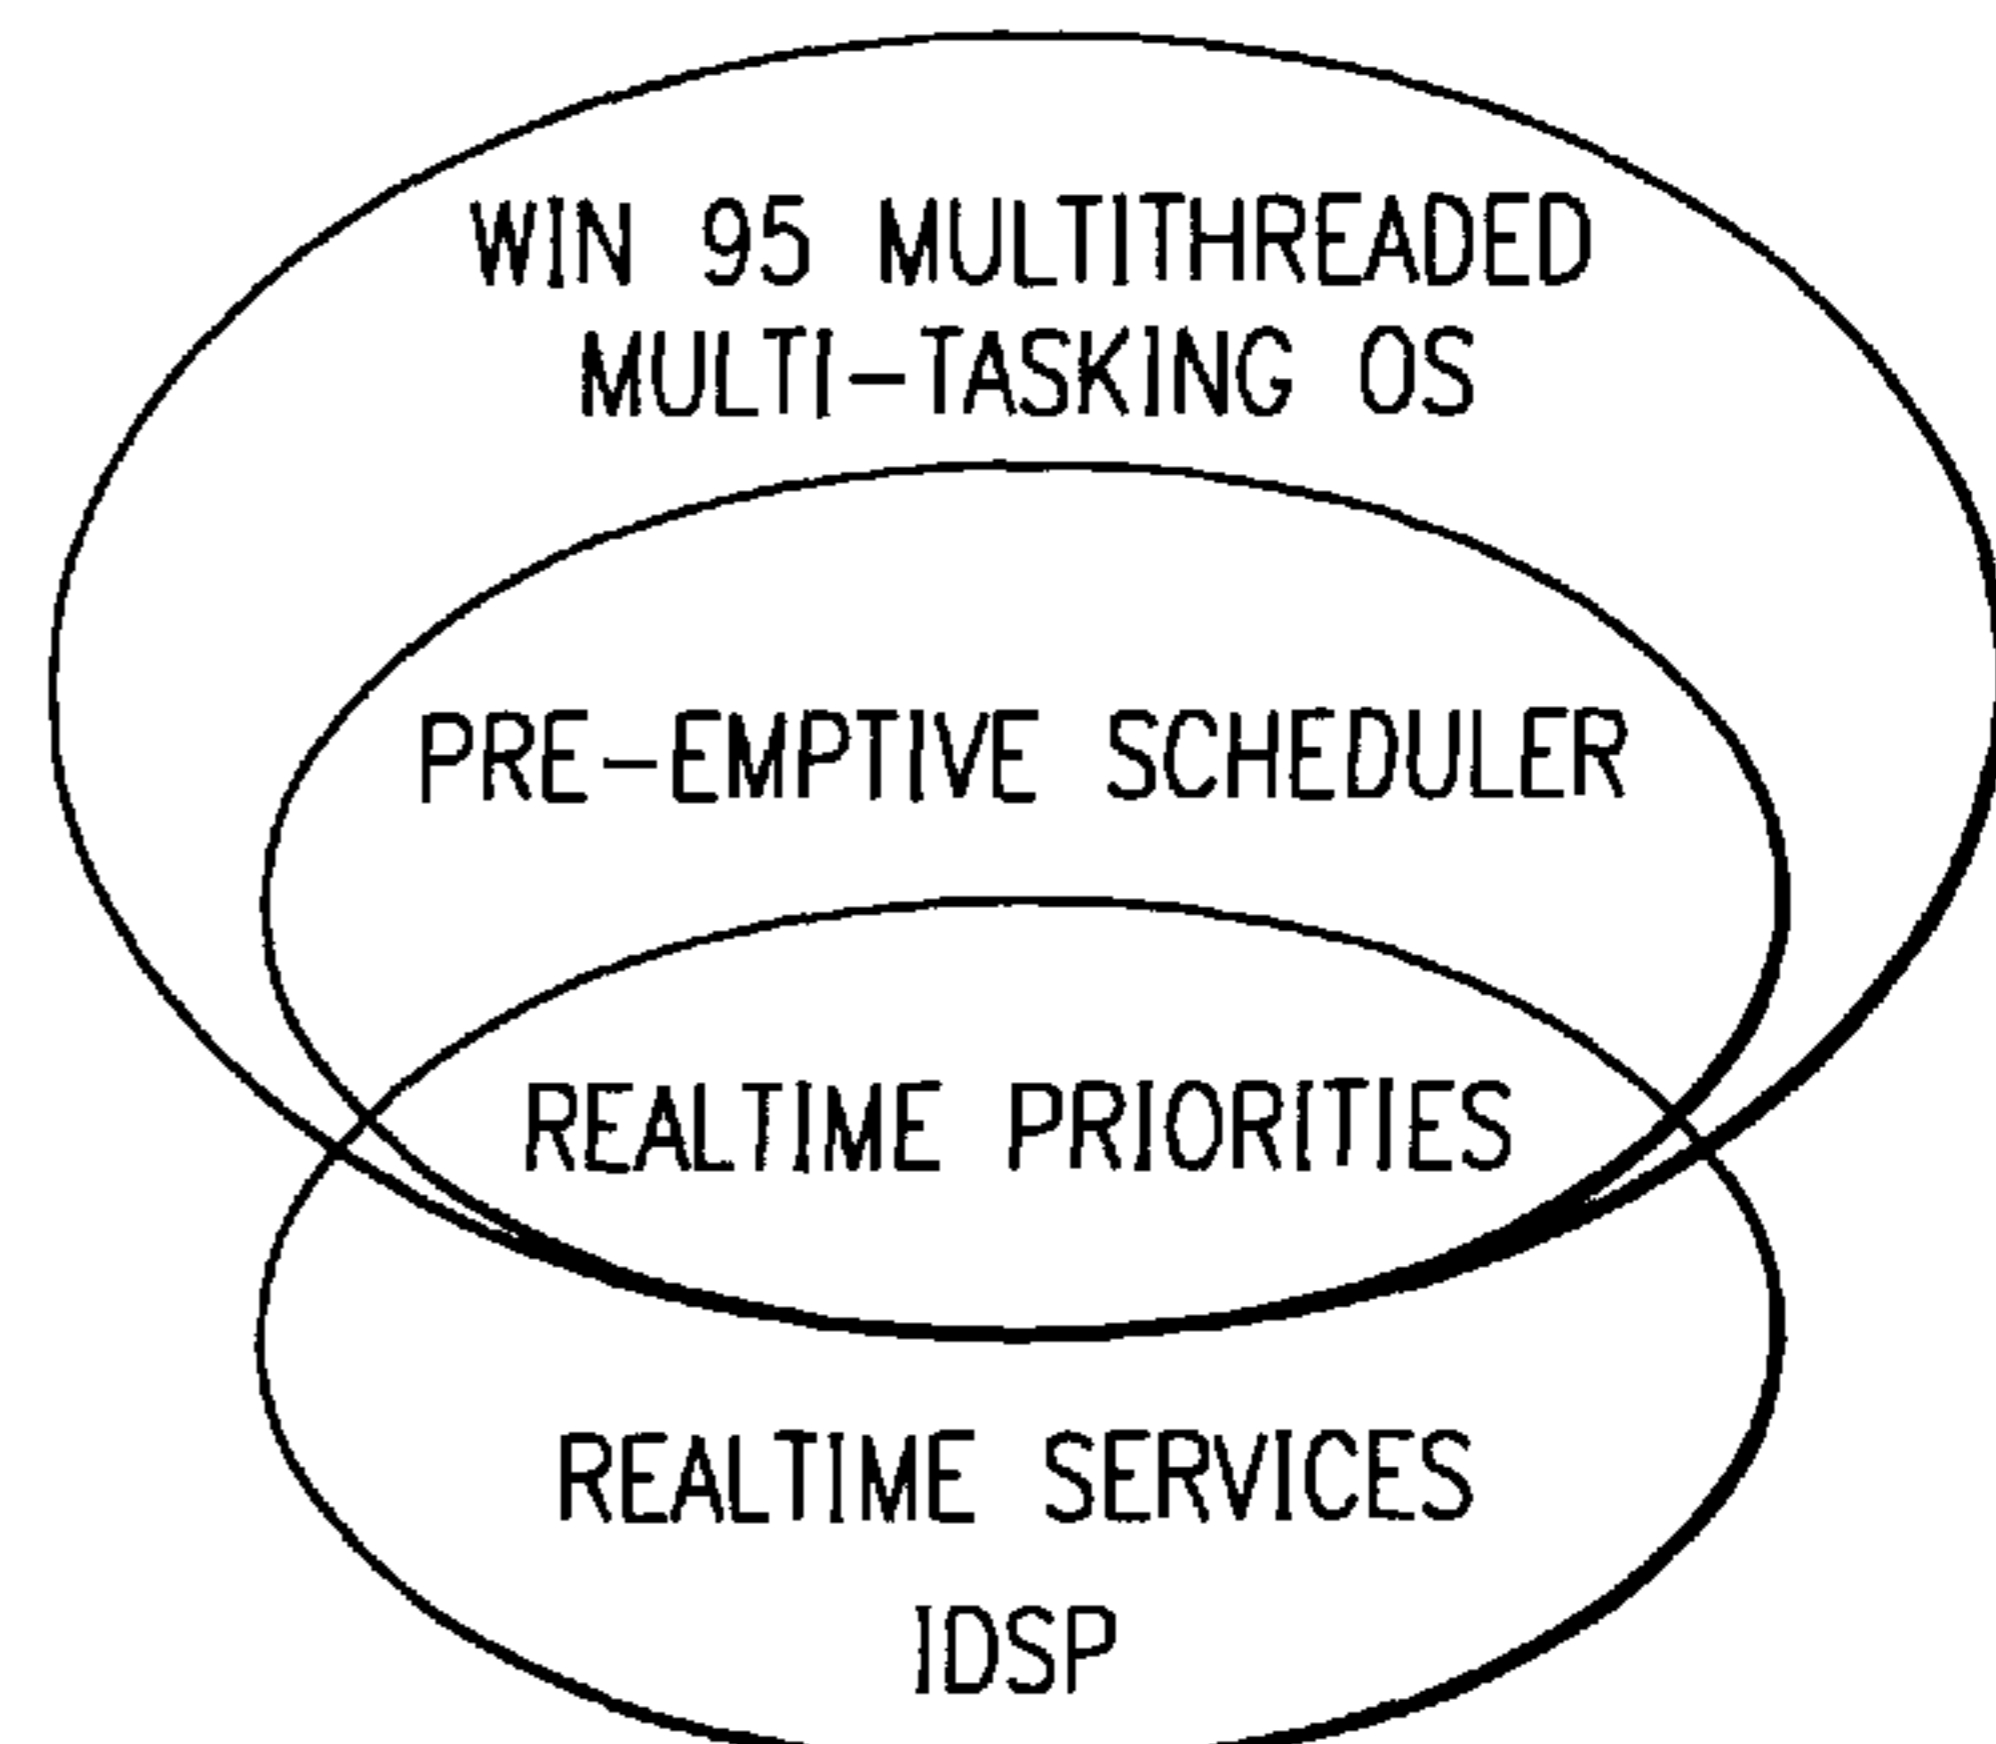 WIN 95 MULTITHREADED
MULTI-TASKING OS
PRE-EMPTIVE SCHEDULER
REALTIME PRIORITIES
REALTIME SERVICES
IDSP